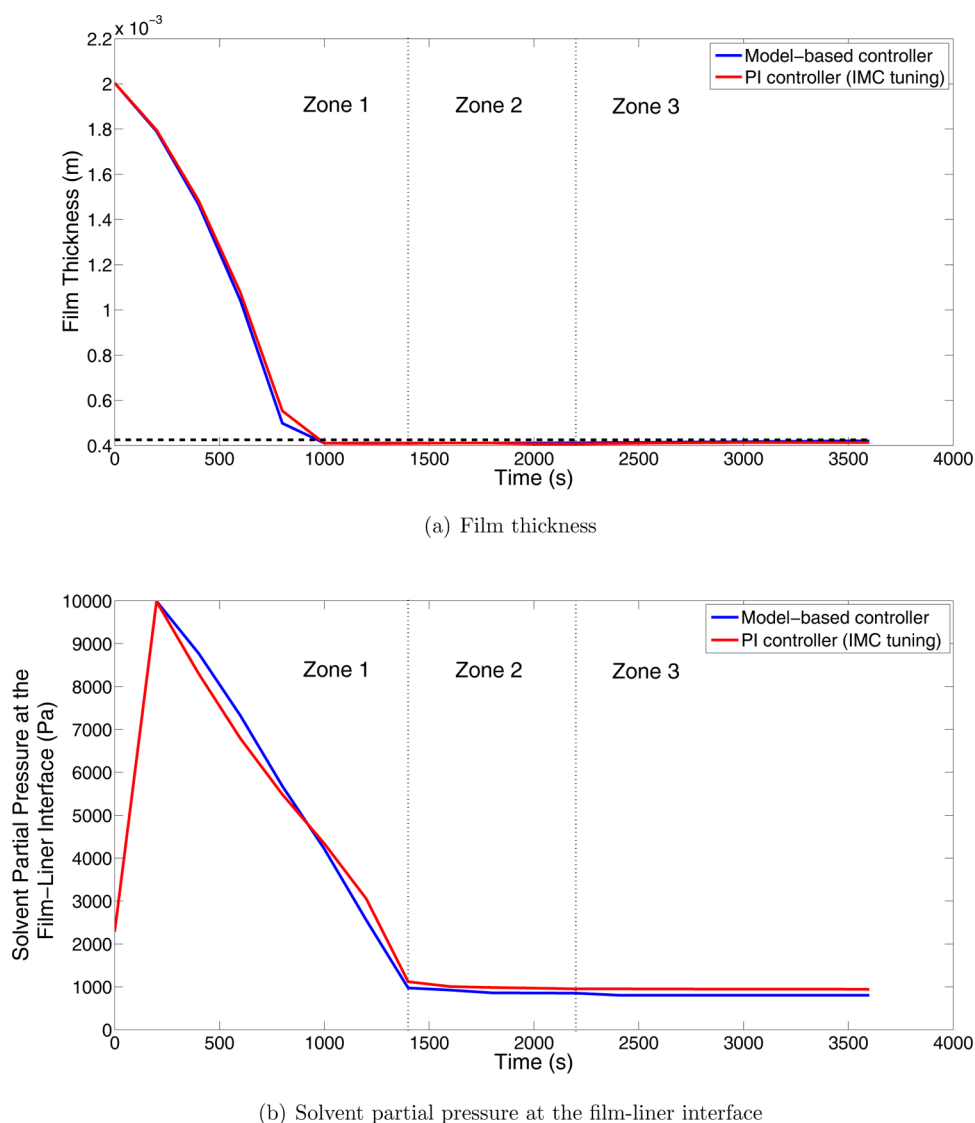 x 10⁻³
2.2
2
1.8
1.6
1.4
1.2
1
0.8
0.6
0.4
Film Thickness (m)
Model−based controller
PI controller (IMC tuning)
Zone 1 Zone 2 Zone 3
0 500 1000 1500 2000 2500 3000 3500 4000
Time (s)
(a) Film thickness
10000
9000
8000
7000
6000
5000
4000
3000
2000
1000
0
Solvent Partial Pressure at the
Film−Liner Interface (Pa)
Model−based controller
PI controller (IMC tuning)
Zone 1 Zone 2 Zone 3
0 500 1000 1500 2000 2500 3000 3500 4000
Time (s)
(b) Solvent partial pressure at the film-liner interface